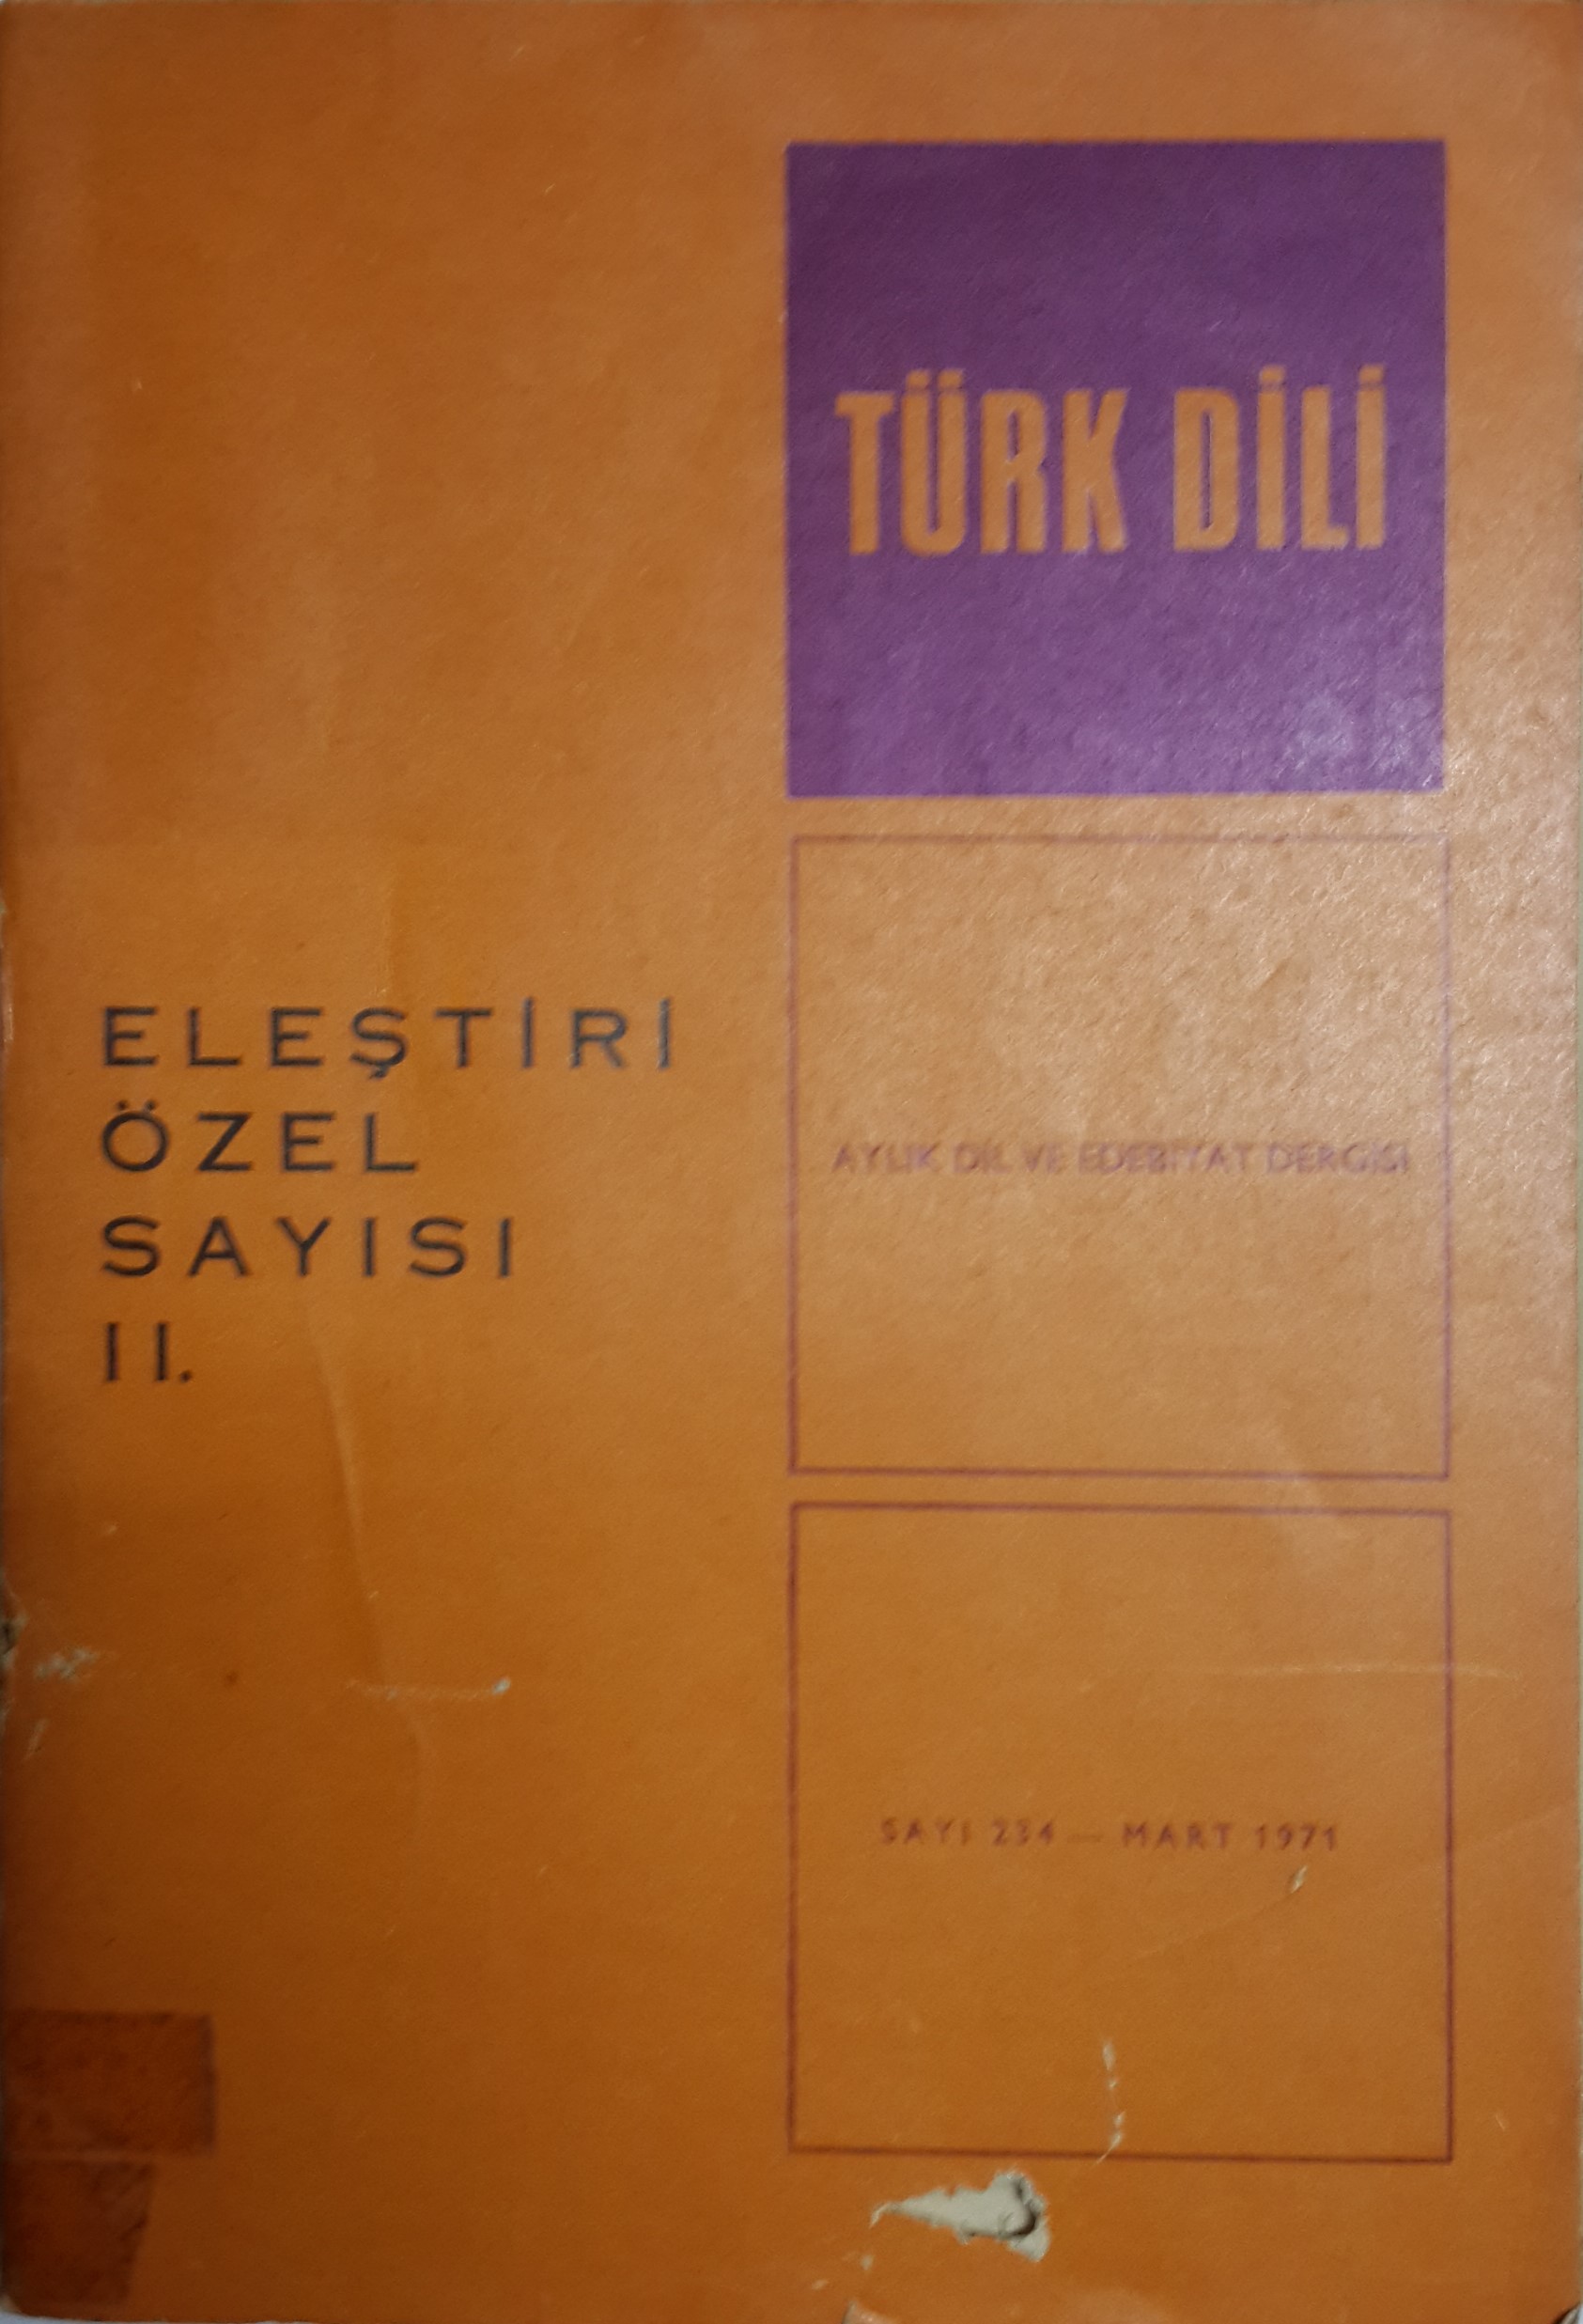 TÜRK DİLİ
ELEŞTİRİ
ÖZEL
SAYISI
II.
AYLIK DİL VE EDEBİYAT DERGİSİ
SAYI 234 — MART 1971